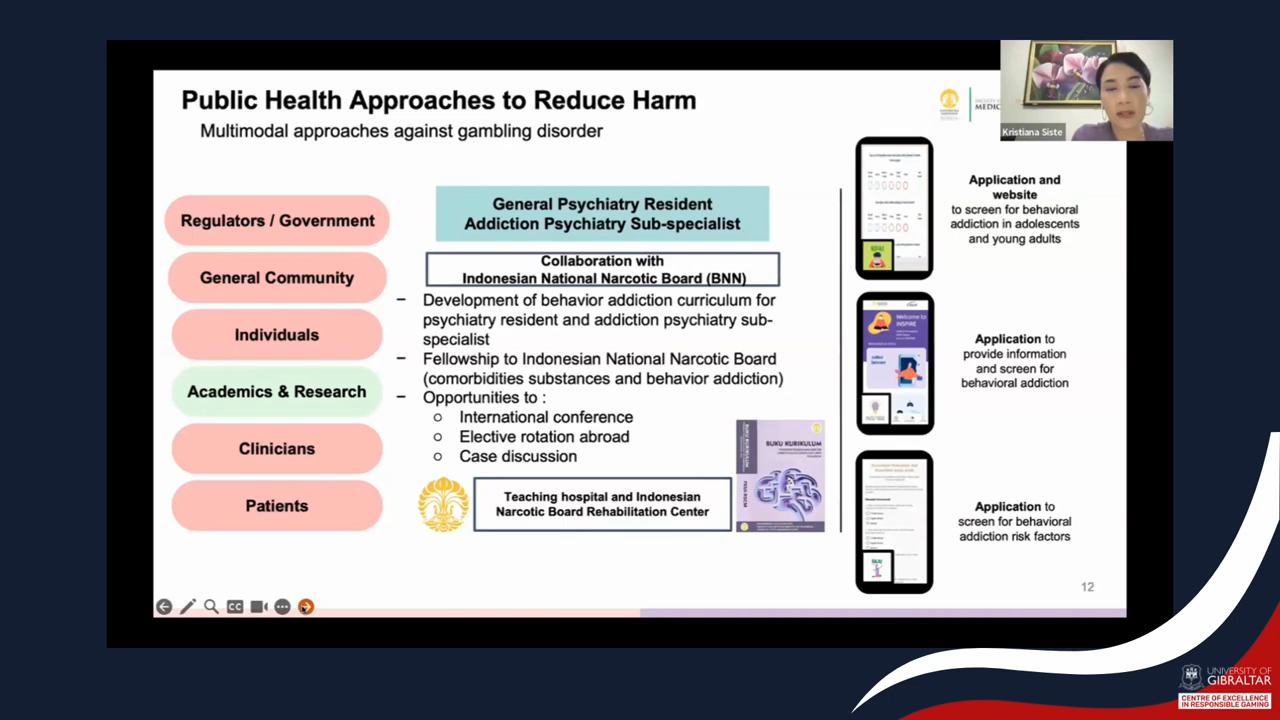 Public Health Approaches to Reduce Harm
Multimodal approaches against gambling disorder
Kristiana Siste
Regulators / Government
General Community
Individuals
Academics & Research
Clinicians
Patients
General Psychiatry Resident
Addiction Psychiatry Sub-specialist
Collaboration with
Indonesian National Narcotic Board (BNN)
– Development of behavior addiction curriculum for
psychiatry resident and addiction psychiatry sub-
specialist
– Fellowship to Indonesian National Narcotic Board
(comorbidities substances and behavior addiction)
– Opportunities to :
o International conference
o Elective rotation abroad
o Case discussion
BUKU KURIKULUM
Teaching hospital and Indonesian
Narcotic Board Rehabilitation Center
Application and
website
to screen for behavioral
addiction in adolescents
and young adults
Welcome to
INSPIRE
Application to
provide information
and screen for
behavioral addiction
Application to
screen for behavioral
addiction risk factors
12
CC
UNIVERSITY OF
GIBRALTAR
CENTRE OF EXCELLENCE
IN RESPONSIBLE GAMING